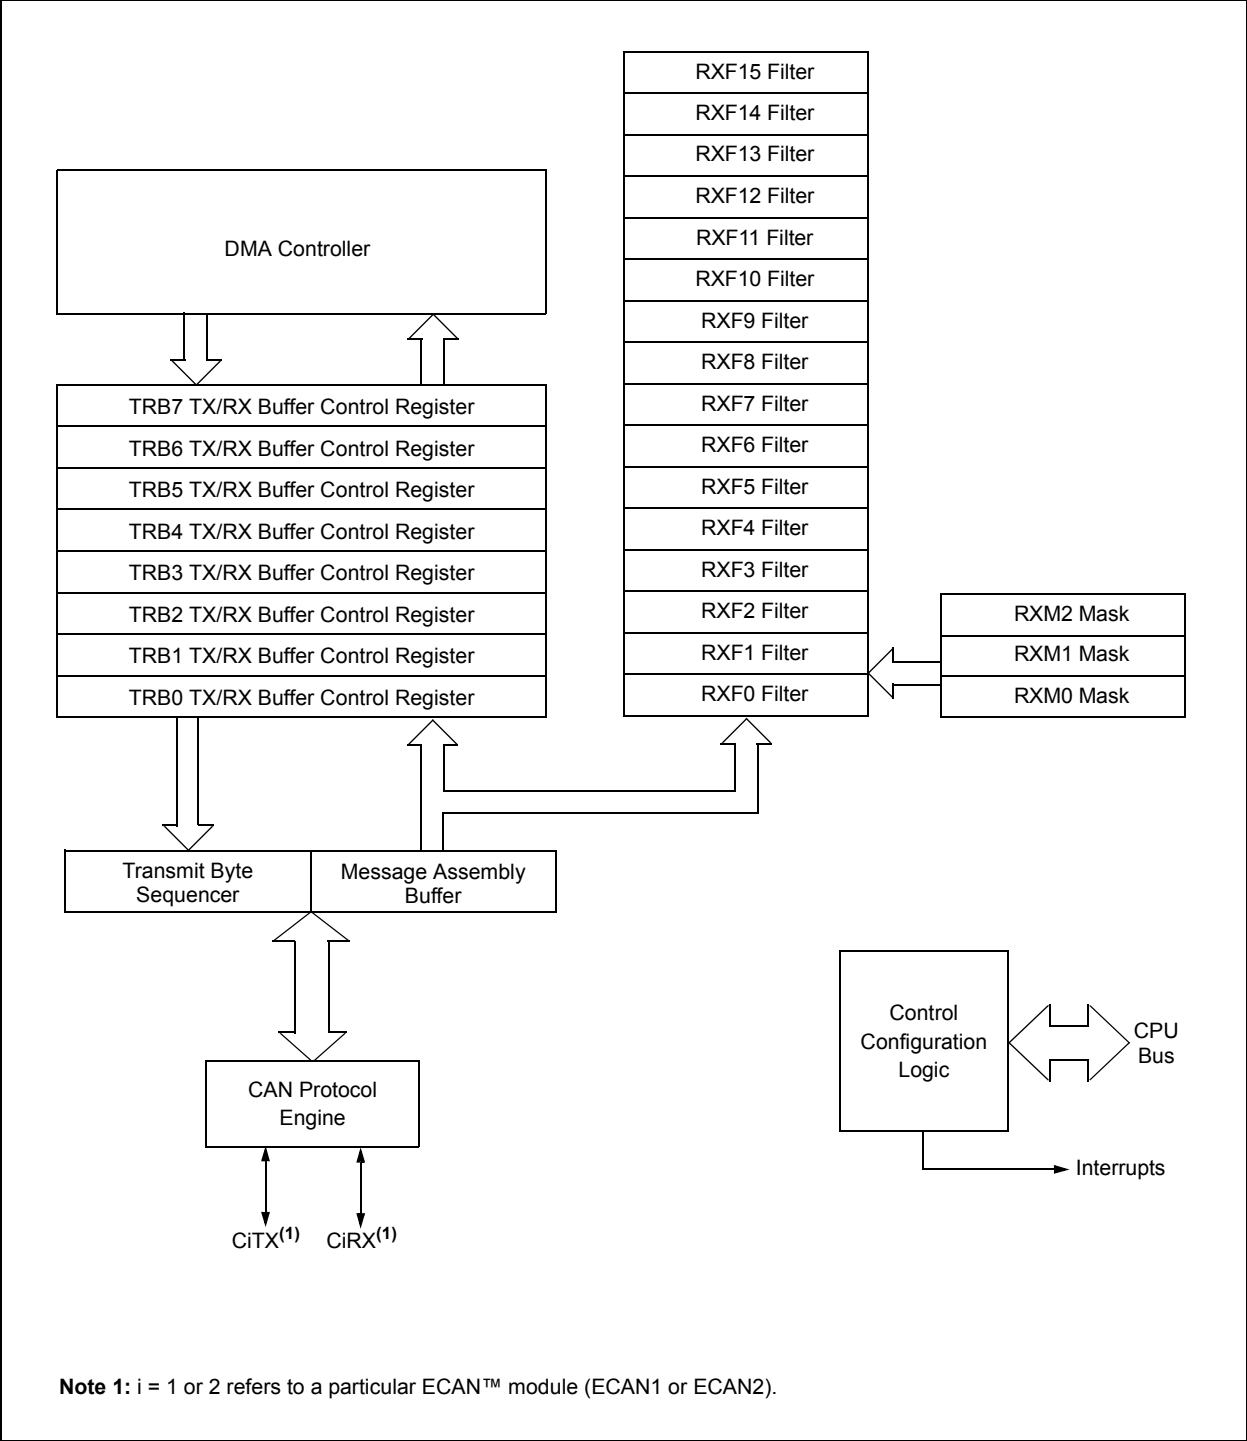 RXF15 Filter
RXF14 Filter
RXF13 Filter
RXF12 Filter
RXF11 Filter
RXF10 Filter
RXF9 Filter
RXF8 Filter
RXF7 Filter
RXF6 Filter
RXF5 Filter
RXF4 Filter
RXF3 Filter
RXF2 Filter
RXF1 Filter
RXF0 Filter
DMA Controller
TRB7 TX/RX Buffer Control Register
TRB6 TX/RX Buffer Control Register
TRB5 TX/RX Buffer Control Register
TRB4 TX/RX Buffer Control Register
TRB3 TX/RX Buffer Control Register
TRB2 TX/RX Buffer Control Register
TRB1 TX/RX Buffer Control Register
TRB0 TX/RX Buffer Control Register
RXM2 Mask
RXM1 Mask
RXM0 Mask
Transmit Byte
Sequencer
Message Assembly
Buffer
Control
Configuration
Logic
CPU
Bus
CAN Protocol
Engine
Interrupts
CiTX(1)
CiRX(1)
Note 1: i = 1 or 2 refers to a particular ECAN™ module (ECAN1 or ECAN2).